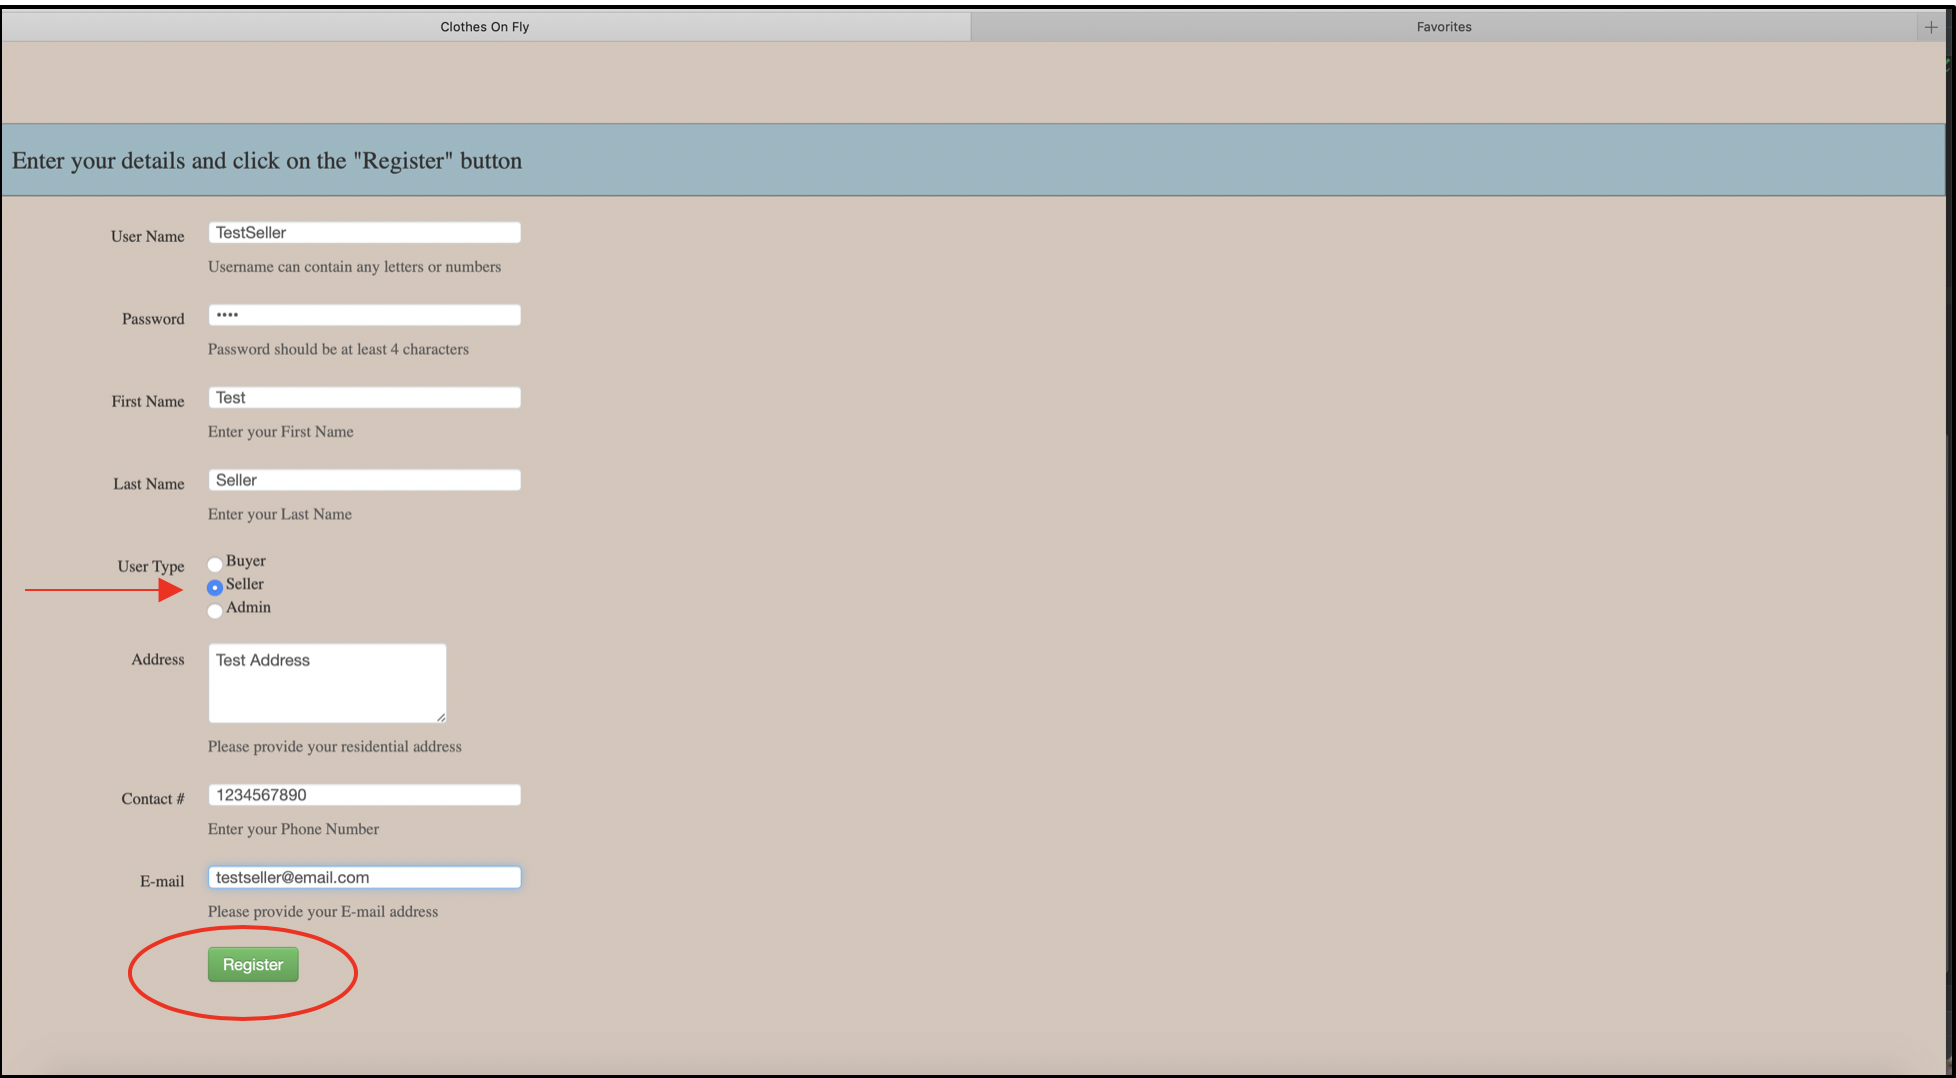 Clothes On Fly
Favorites
Enter your details and click on the "Register" button
User Name
TestSeller
Username can contain any letters or numbers
Password
••••
Password should be at least 4 characters
First Name
Test
Enter your First Name
Last Name
Seller
Enter your Last Name
User Type
Buyer
Seller
Admin
Address
Test Address
Please provide your residential address
Contact #
1234567890
Enter your Phone Number
E-mail
testseller@email.com
Please provide your E-mail address
Register